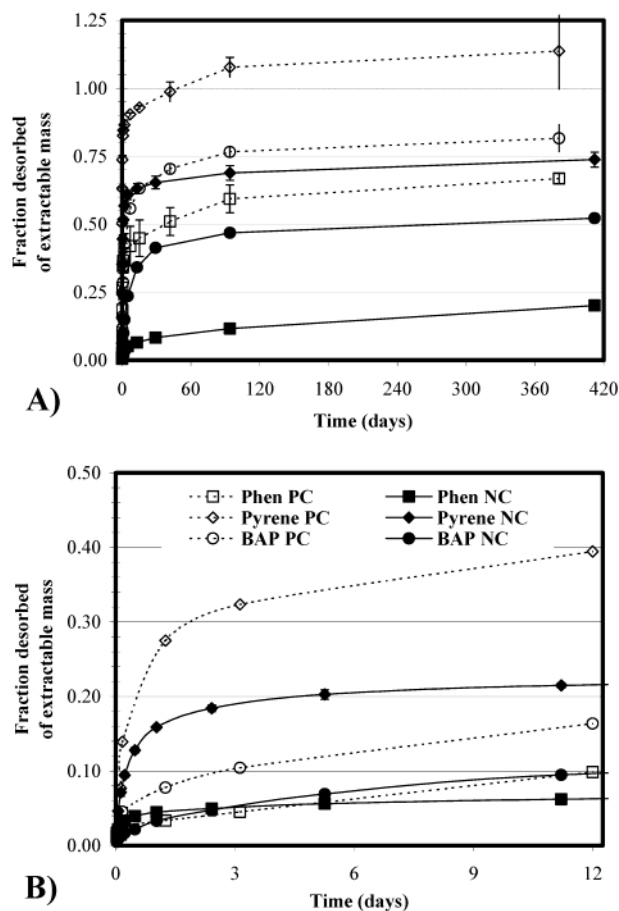 1.25
1.00
0.75
0.50
0.25
0.00
Fraction desorbed
of extractable mass
0 60 120 180 240 300 360 420
Time (days)
A)
0.50
0.40
0.30
0.20
0.10
0.00
Fraction desorbed
of extractable mass
Phen PC Phen NC
Pyrene PC Pyrene NC
BAP PC BAP NC
0 3 6 9 12
Time (days)
B)